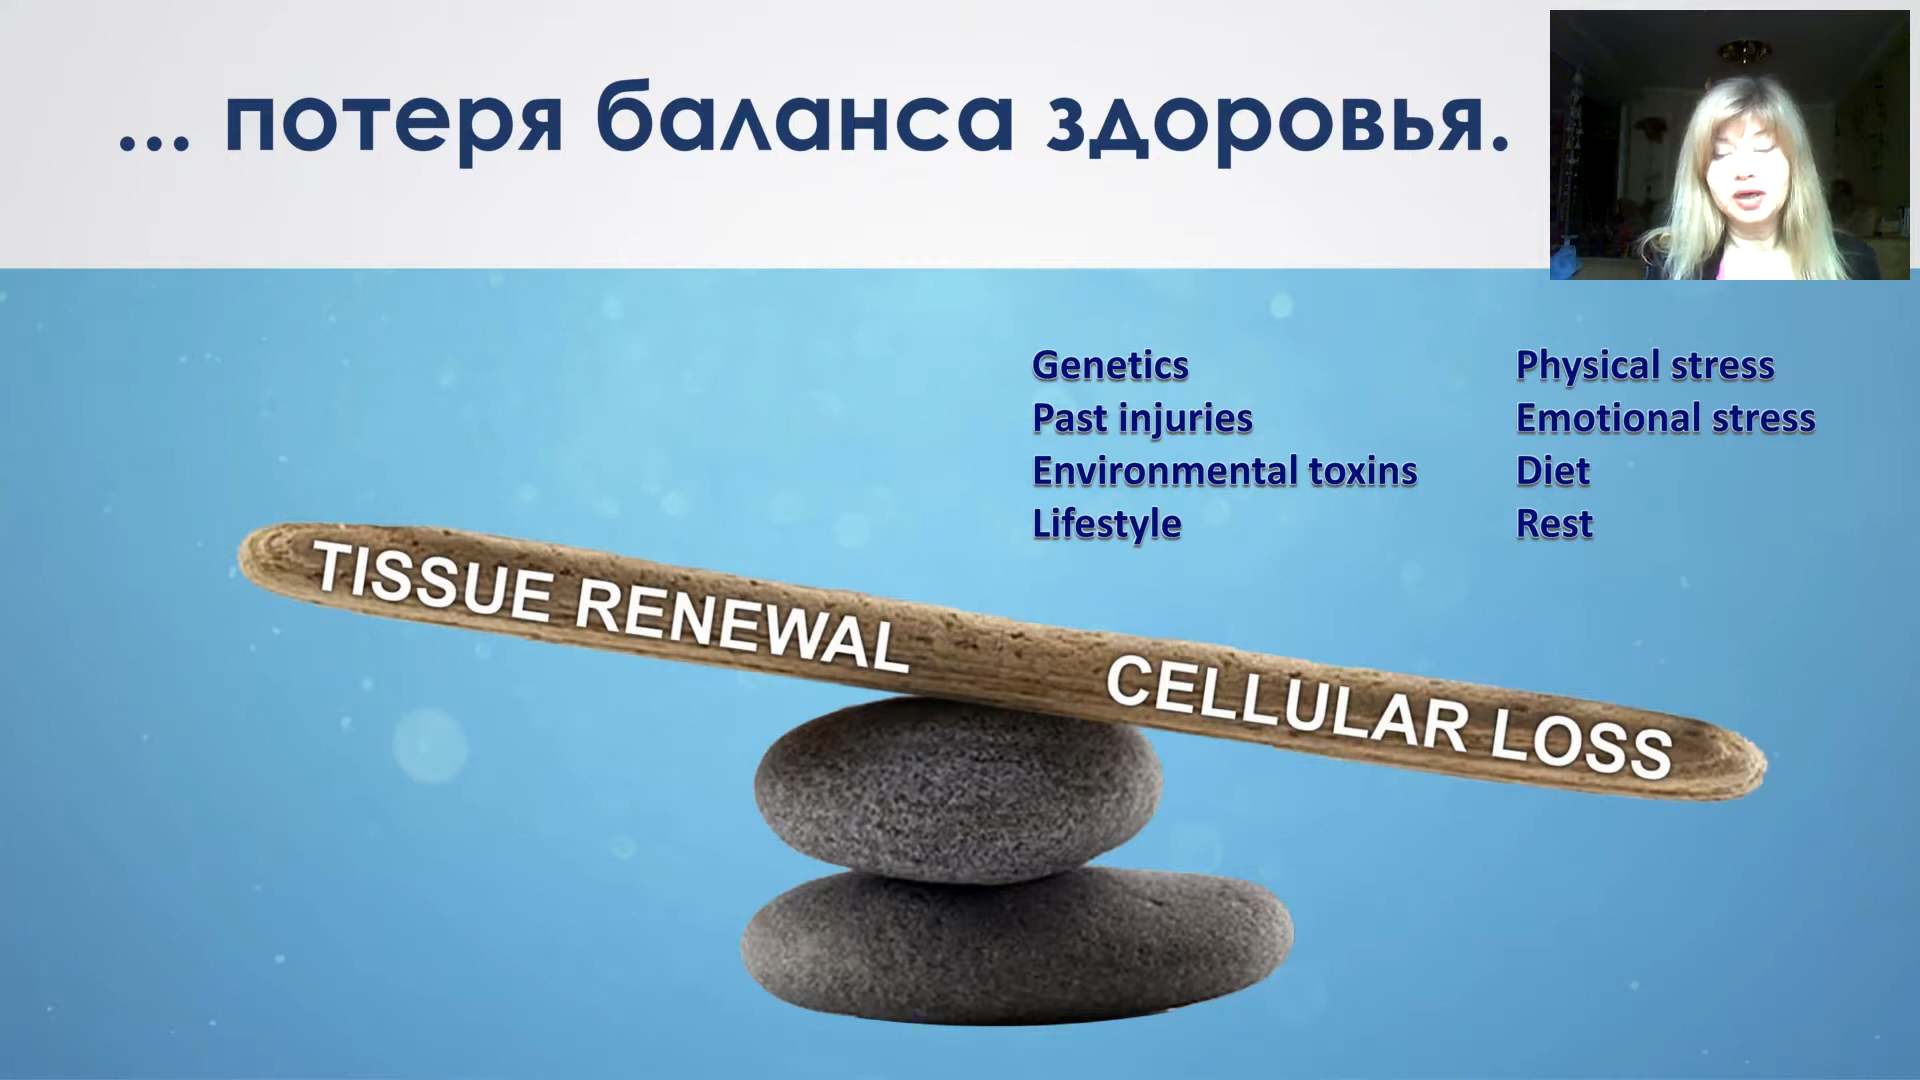 ... потеря баланса здоровья.
Genetics
Past injuries
Environmental toxins
Lifestyle
Physical stress
Emotional stress
Diet
Rest
TISSUE RENEWAL
CELLULAR LOSS